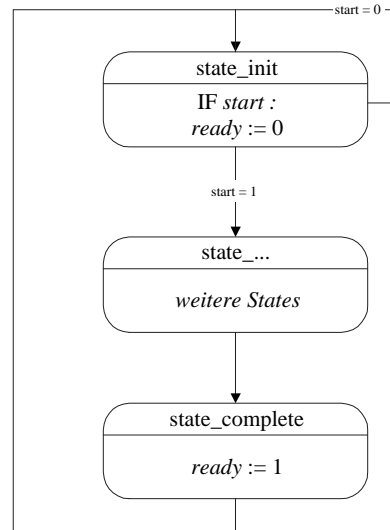 start = 0
state_init
IF start :
ready := 0
start = 1
state_...
weitere States
state_complete
ready := 1